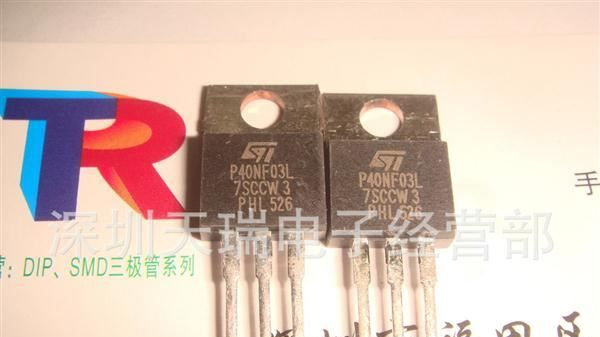 TR
ST
P40NF03L
7SCCW 3
PHL 526
ST
P40NF03L
7SCCW 3
PHL 526
手
深圳天瑞电子经营部
营：DIP、SMD三极管系列